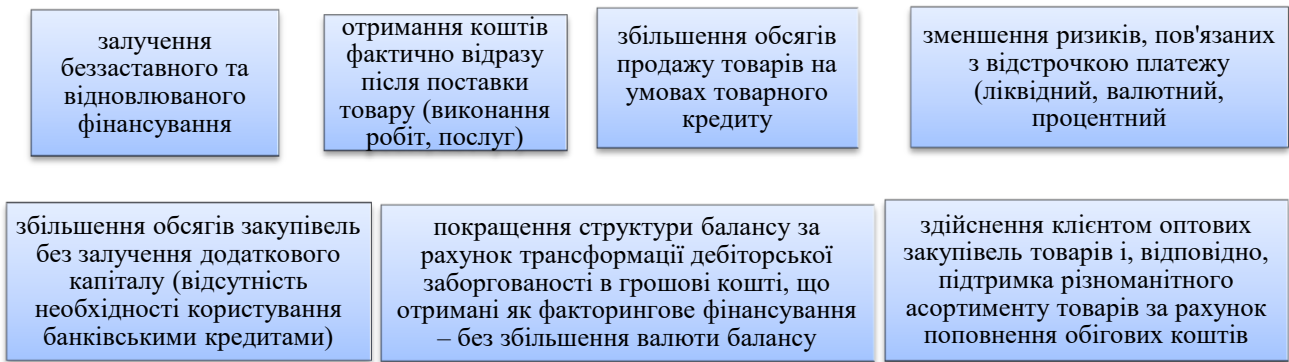 залучення
беззаставного та
відновлюваного
фінансування
отримання коштів
фактично відразу
після поставки
товару (виконання
робіт, послуг)
збільшення обсягів
продажу товарів на
умовах товарного
кредиту
зменшення ризиків, пов'язаних
з відстрочкою платежу
(ліквідний, валютний,
процентний
збільшення обсягів закупівель
без залучення додаткового
капіталу (відсутність
необхідності користування
банківськими кредитами)
покращення структури балансу за
рахунок трансформації дебіторської
заборгованості в грошові кошти, що
отримані як факторингове фінансування
– без збільшення валюти балансу
здійснення клієнтом оптових
закупівель товарів і, відповідно,
підтримка різноманітного
асортименту товарів за рахунок
поповнення обігових коштів